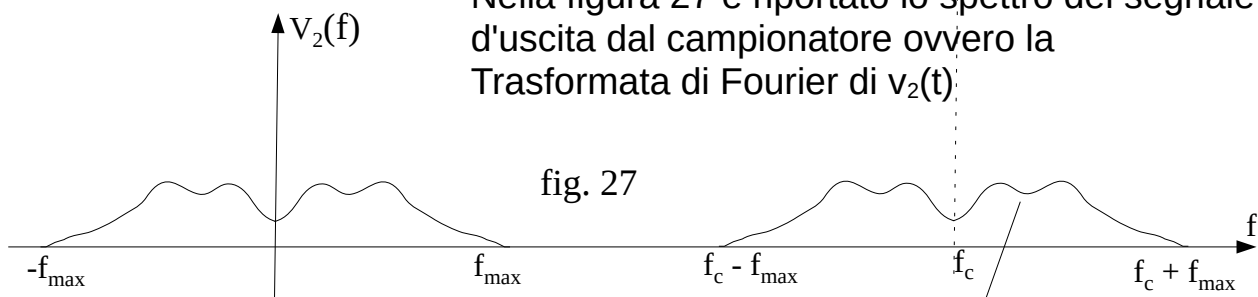 Nella figura 27 è riportato lo spettro del segnale
d'uscita dal campionatore ovvero la
Trasformata di Fourier di v₂(t)
V₂(f)
fig. 27
f
-fmax
fmax
fc - fmax
fc
fc + fmax